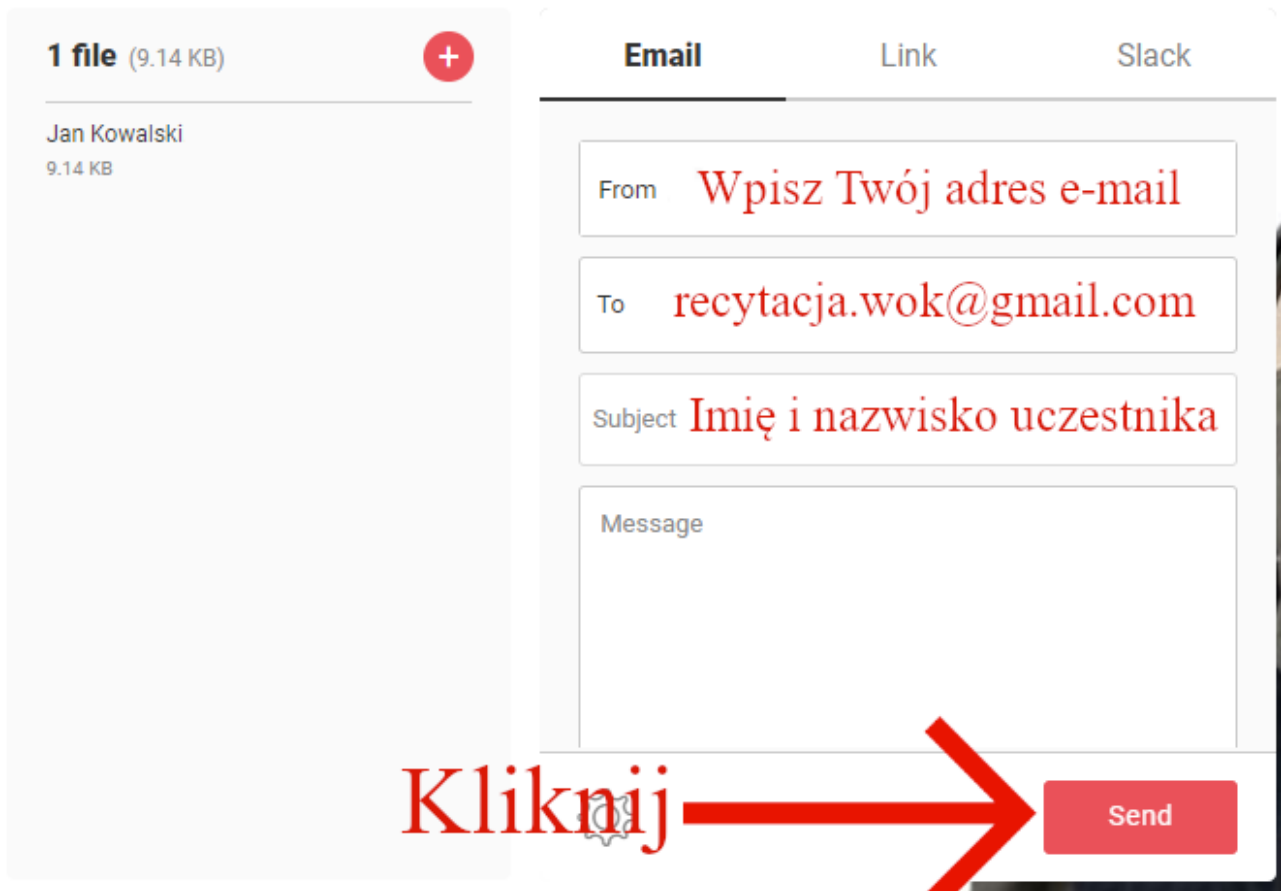 1 file (9.14 KB)
Jan Kowalski
9.14 KB
Email Link Slack
From Wpisz Twój adres e-mail
To recytacja.wok@gmail.com
Subject Imię i nazwisko uczestnika
Message
Kliknij
Send